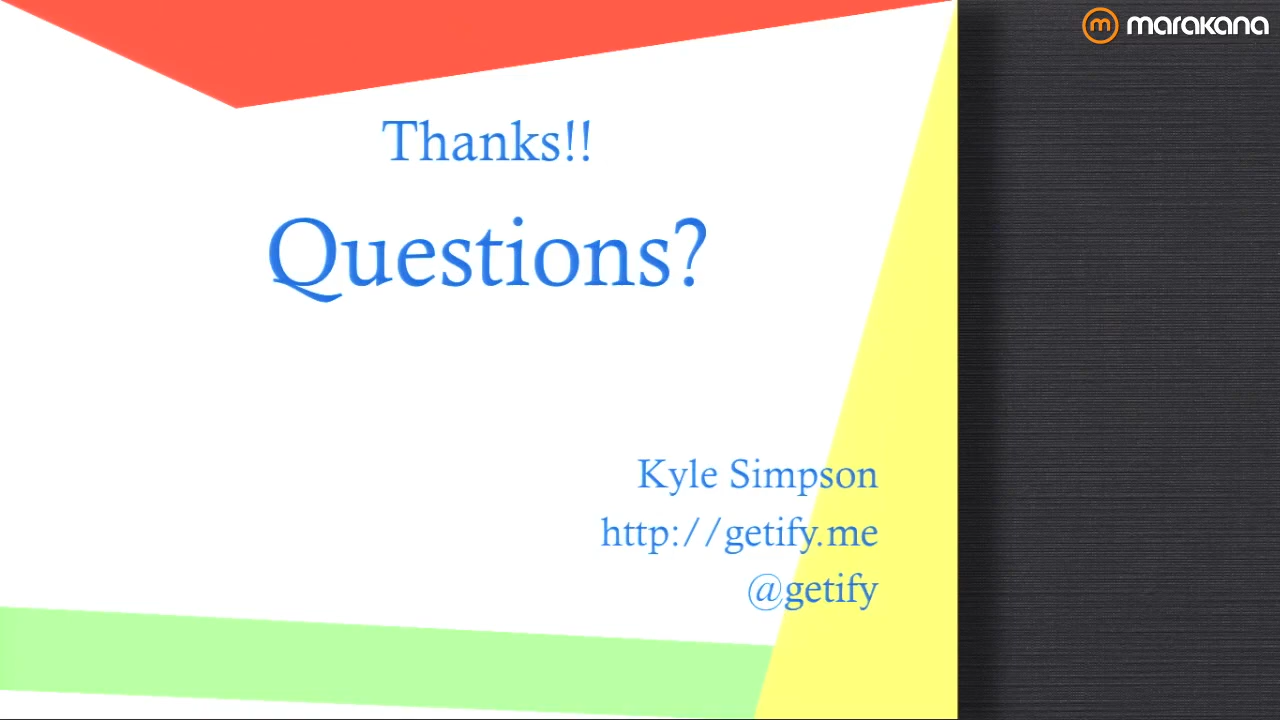 marakana
Thanks!!
Questions?
Kyle Simpson
http://getify.me
@getify